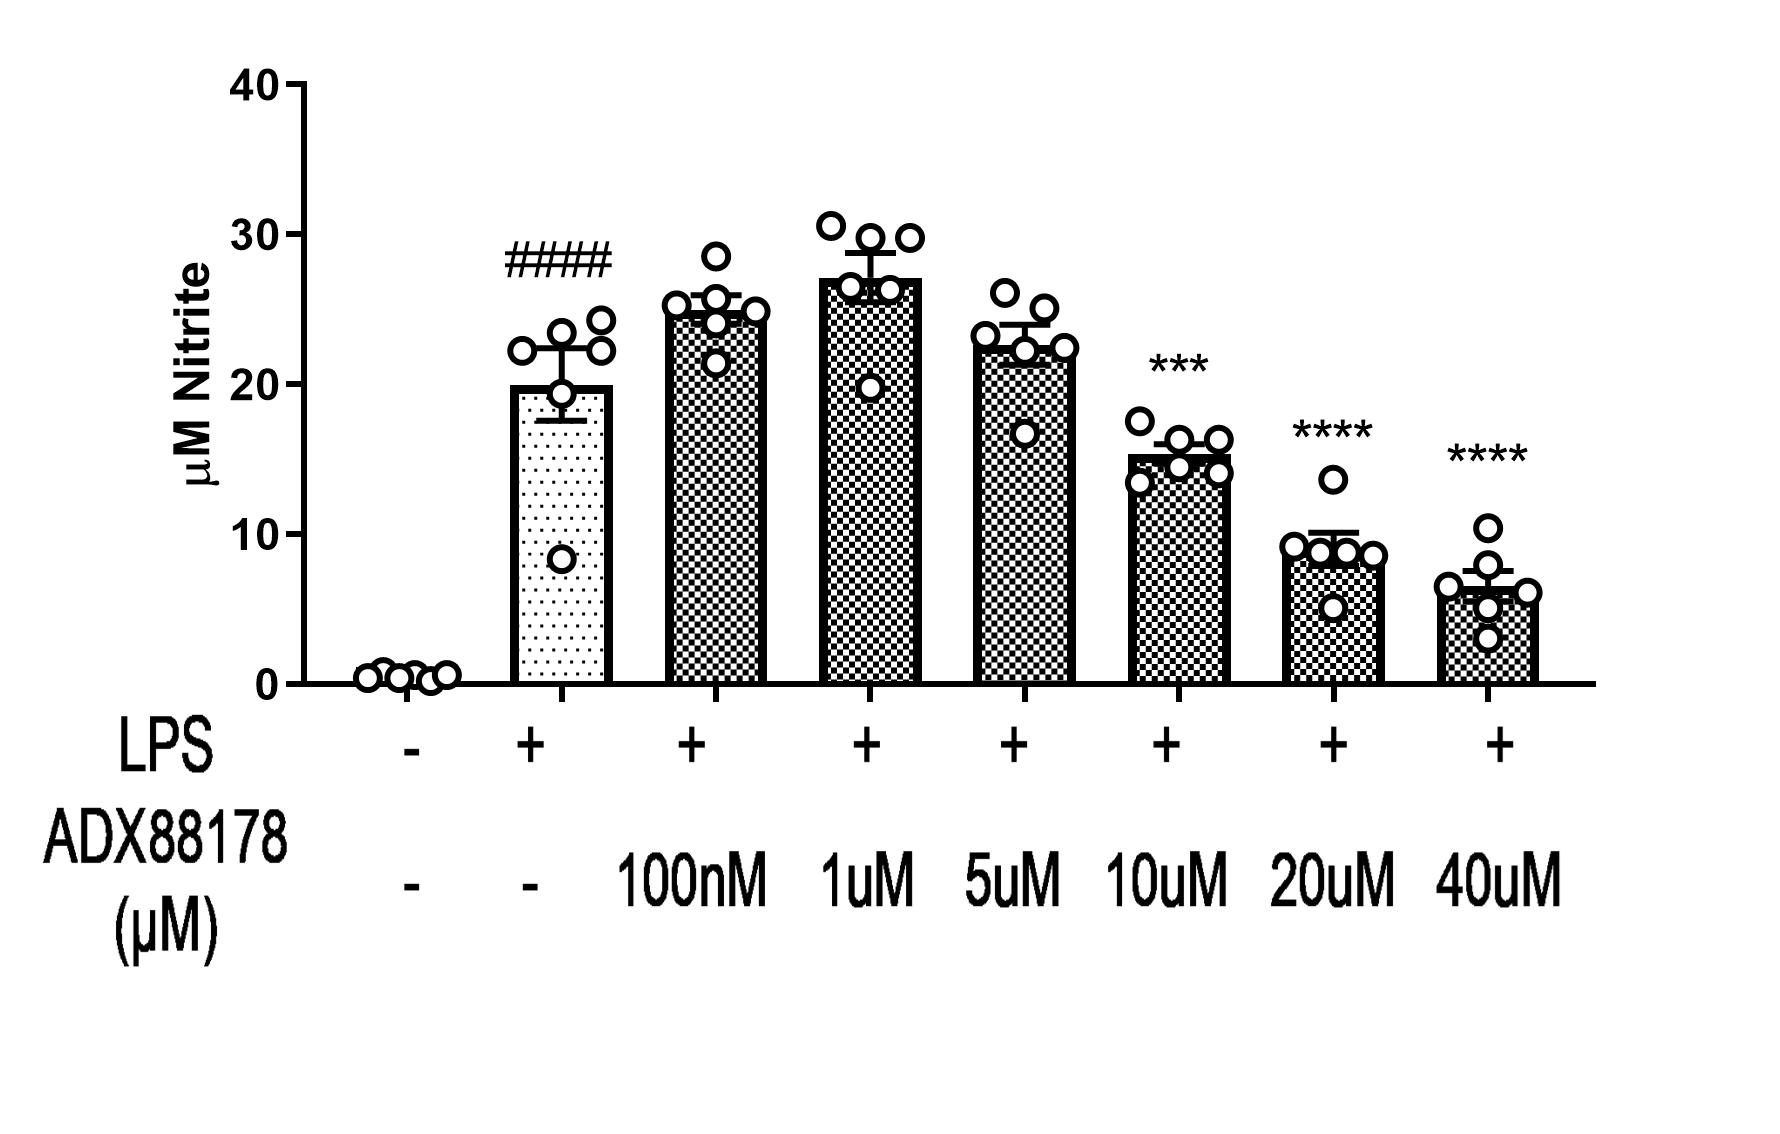 40
30
20
10
0
μM Nitrite
####
***
****
****
LPS - + + + + + + +
ADX88178
(µM) - - 100nM 1uM 5uM 10uM 20uM 40uM